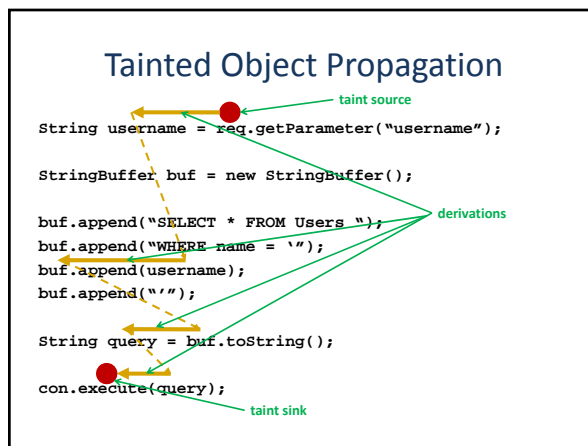 Tainted Object Propagation
taint source
String username = req.getParameter(“username”);
StringBuffer buf = new StringBuffer();
buf.append(“SELECT * FROM Users “);
derivations
buf.append(“WHERE name = ‘”);
buf.append(username);
buf.append(“’”);
String query = buf.toString();
con.execute(query);
taint sink